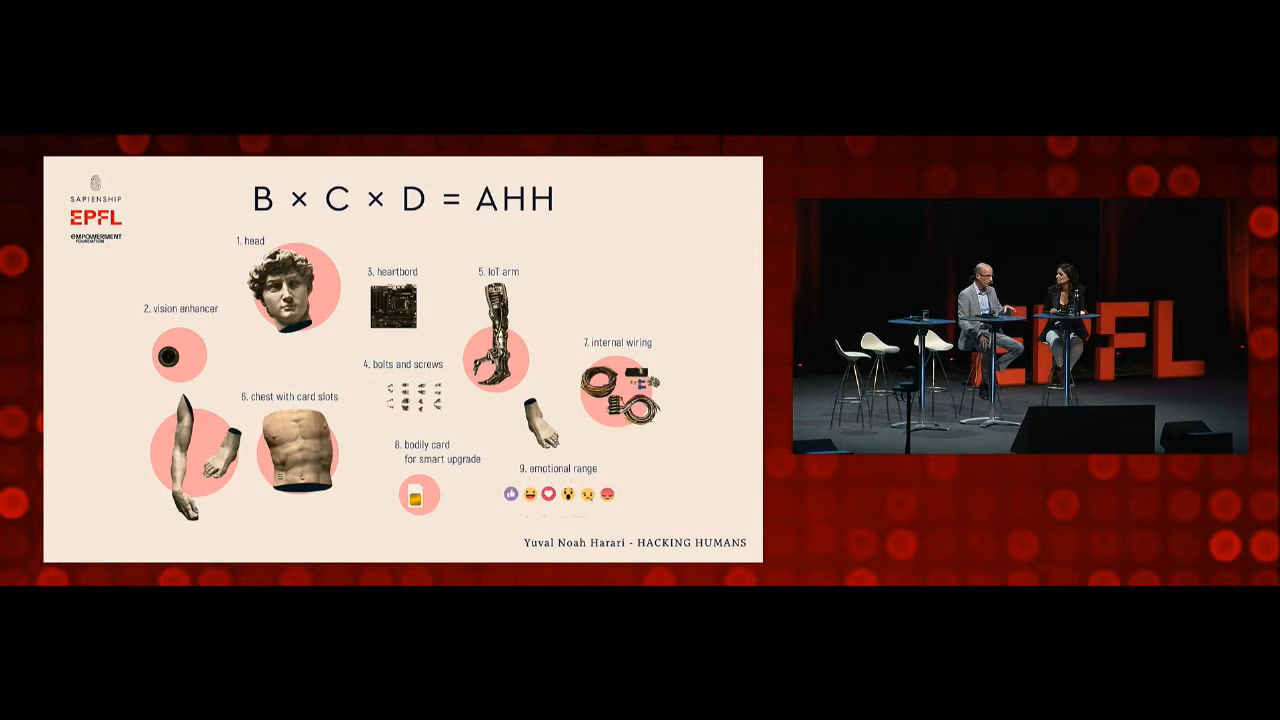 SAPIENSHIP
EPFL
EMPOWERMENT
FOUNDATION
B × C × D = AHH
1. head
2. vision enhancer
3. heartbord
4. bolts and screws
5. IoT arm
6. chest with card slots
7. internal wiring
8. bodily card
for smart upgrade
9. emotional range
Yuval Noah Harari - HACKING HUMANS
EPFL